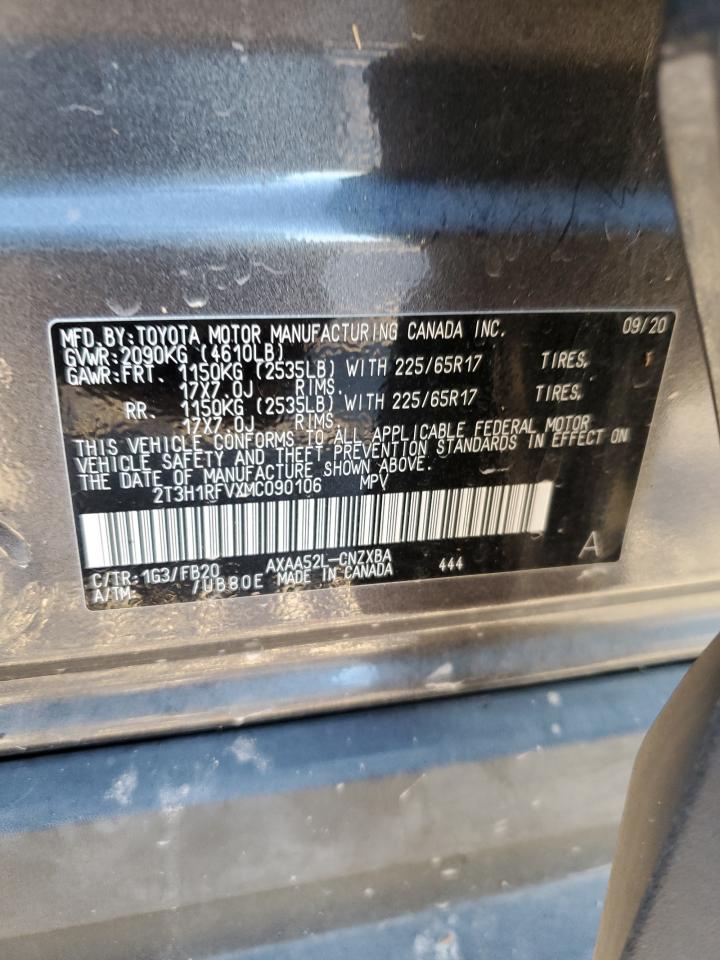 MFD. BY: TOYOTA MOTOR MANUFACTURING CANADA INC. 09/20
GVWR: 2090KG (4610LB)
GAWR: FRT. 1150KG (2535LB) WITH 225/65R17 TIRES,
17X7.0J RIMS.
RR. 1150KG (2535LB) WITH 225/65R17 TIRES,
17X7.0J RIMS.
THIS VEHICLE CONFORMS TO ALL APPLICABLE FEDERAL MOTOR
VEHICLE SAFETY AND THEFT PREVENTION STANDARDS IN EFFECT ON
THE DATE OF MANUFACTURE SHOWN ABOVE.
2T3H1RFVXMC090106 MPV
A
C/TR: 1G3/FB20 AXAA52L-CNZXBA 444
A/TM: /UB80E MADE IN CANADA